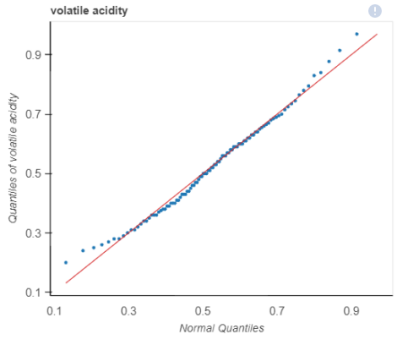 volatile acidity
!
Quantiles of volatile acidity
0.9
0.7
0.5
0.3
0.1
0.1 0.3 0.5 0.7 0.9
Normal Quantiles